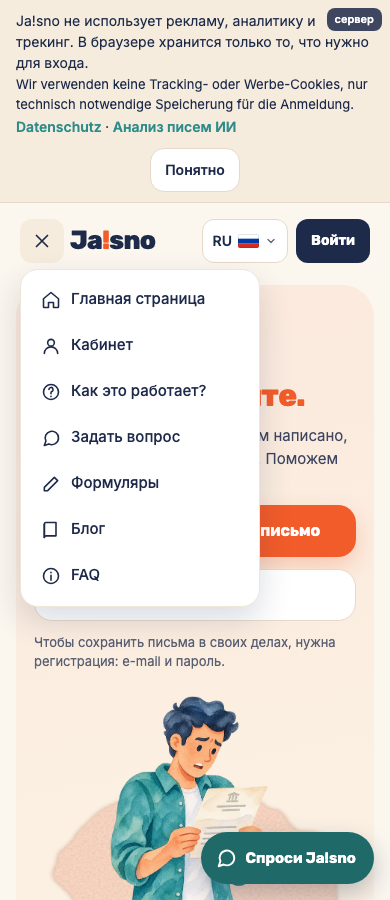 Ja!sno не использует рекламу, аналитику и
сервер
трекинг. В браузере хранится только то, что нужно
для входа.
Wir verwenden keine Tracking- oder Werbe-Cookies, nur
technisch notwendige Speicherung für die Anmeldung.
Datenschutz · Анализ писем ИИ
Понятно
Ja!sno
RU
Войти
Главная страница
Кабинет
Как это работает?
Задать вопрос
Формуляры
Блог
FAQ
те.
м написано,
Поможем
письмо
Чтобы сохранить письма в своих делах, нужна
регистрация: e-mail и пароль.
Спроси Ja!sno